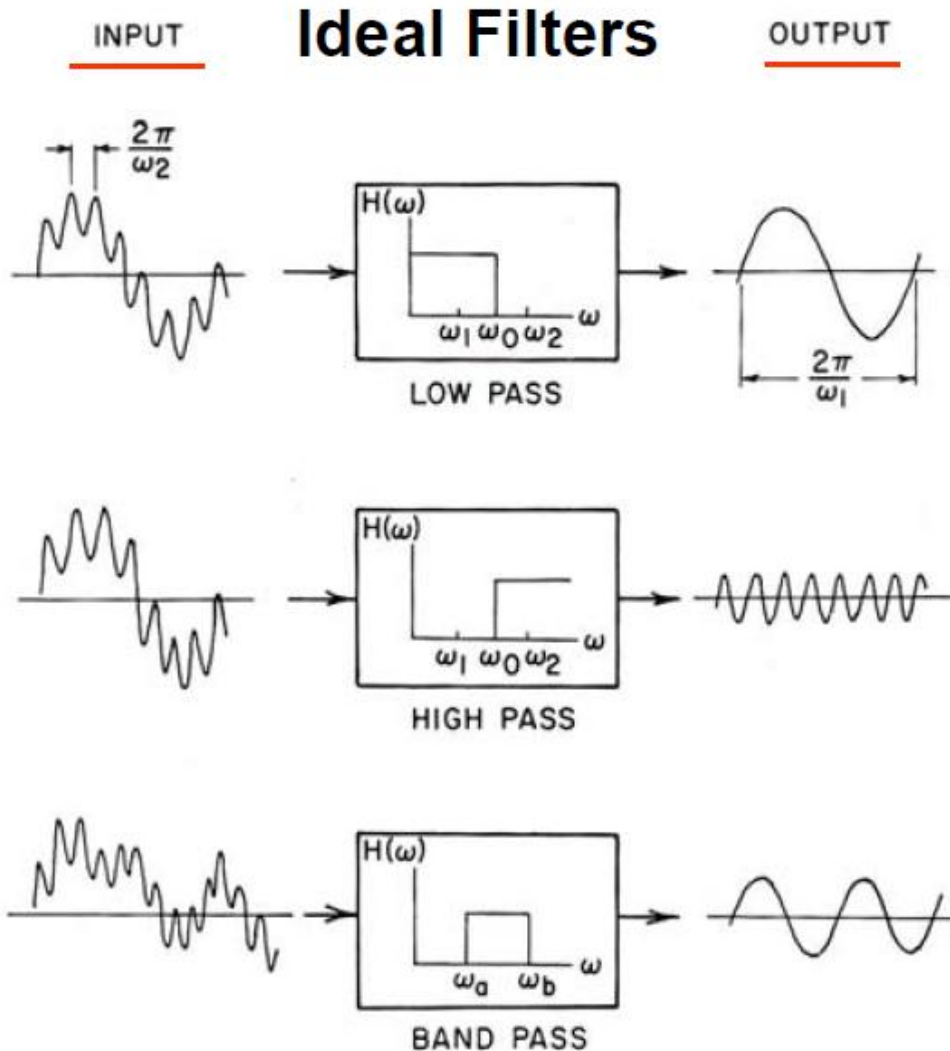 INPUT Ideal Filters OUTPUT
2π
ω2
H(ω)
ω1 ω0 ω2 ω
LOW PASS
2π
ω1
H(ω)
ω1 ω0 ω2 ω
HIGH PASS
H(ω)
ωa ωb ω
BAND PASS